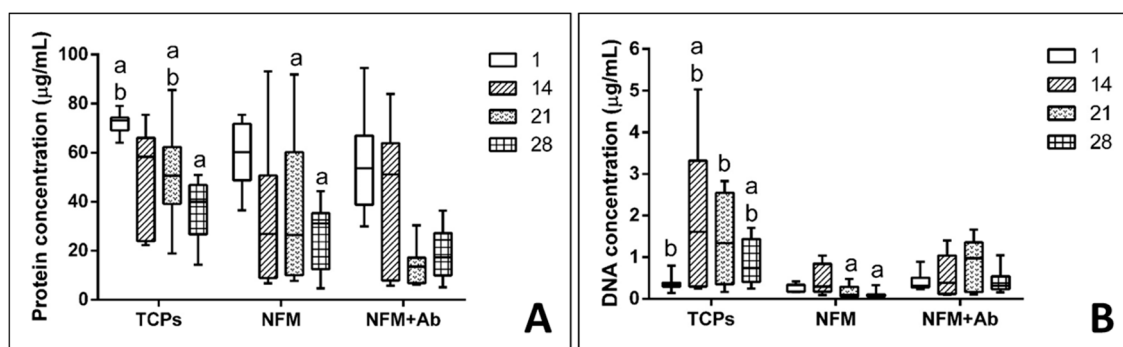 Protein concentration (µg/mL)
100
80
60
40
20
0
a
b
a
b
a
a
a
TCPs
NFM
NFM+Ab
1
14
21
28
A
DNA concentration (µg/mL)
6
5
4
3
2
1
0
b
a
b
b
a
b
a
a
TCPs
NFM
NFM+Ab
1
14
21
28
B